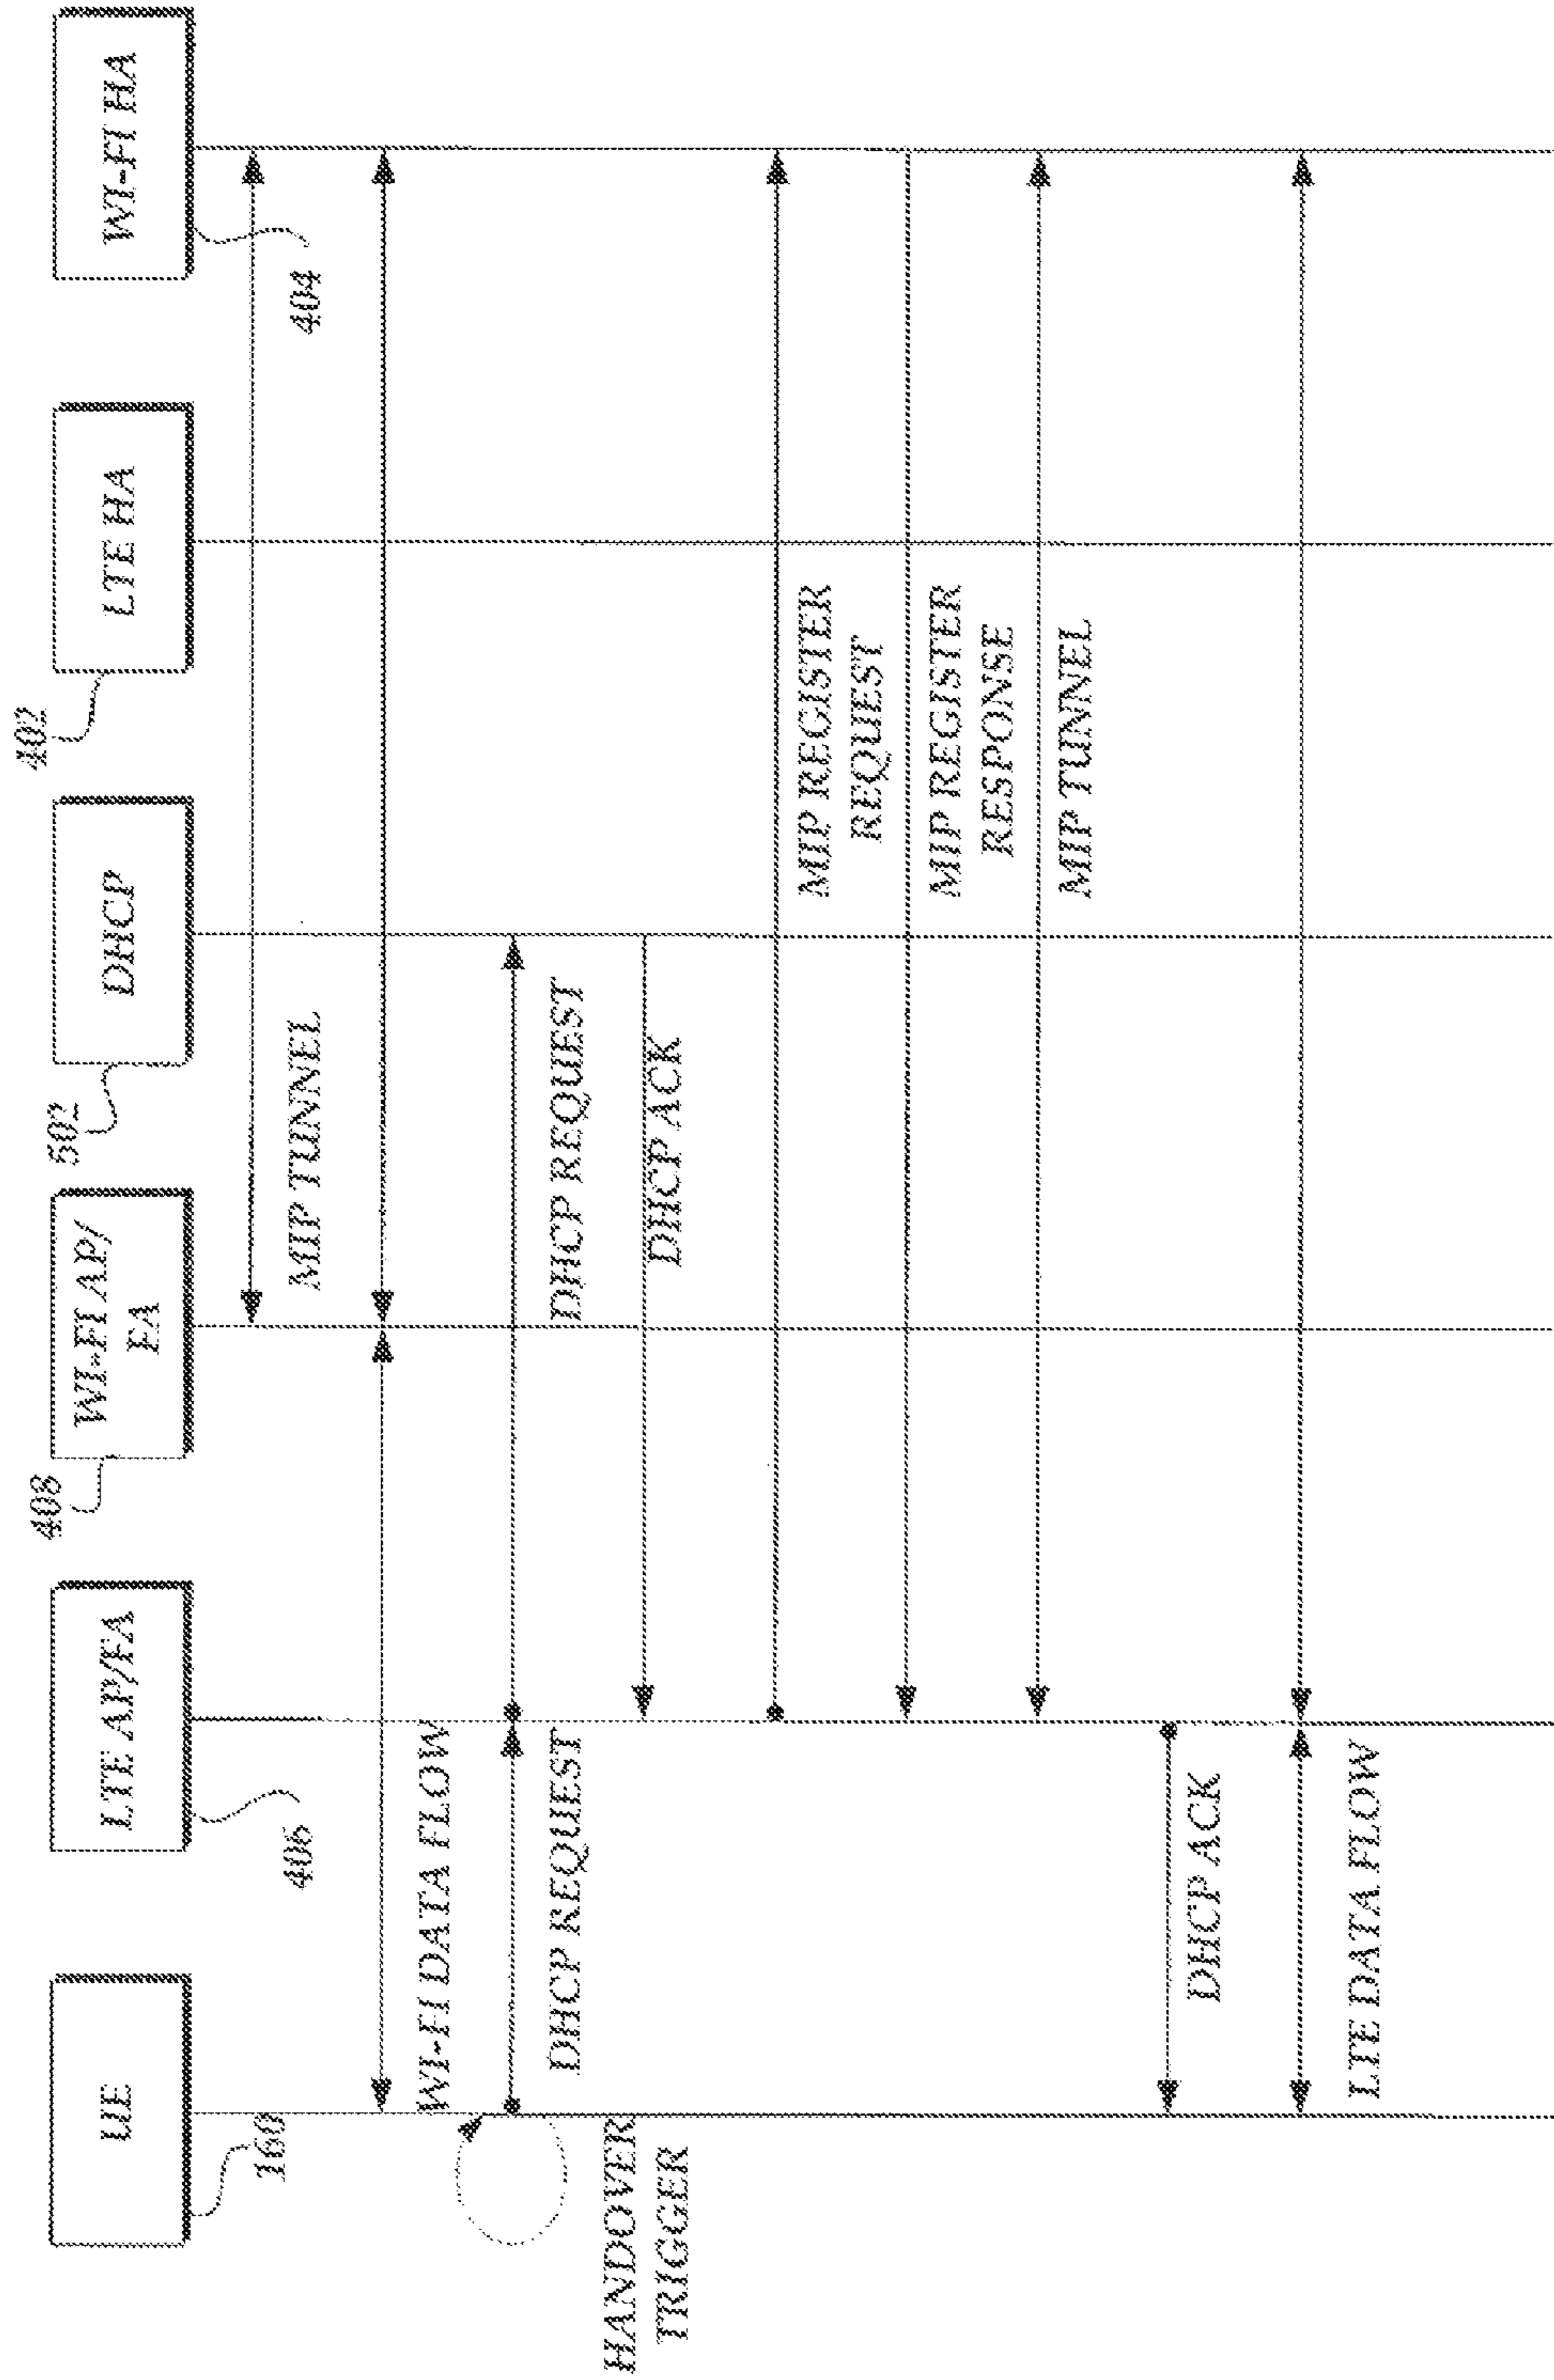 UE
160
LTE AP/FA
406
WI-FI AP/
FA
408
DHCP
502
LTE HA
402
WI-FI HA
404
MIP TUNNEL
WI-FI DATA FLOW
HANDOVER
TRIGGER
DHCP REQUEST
DHCP REQUEST
DHCP ACK
MIP REGISTER
REQUEST
MIP REGISTER
RESPONSE
MIP TUNNEL
DHCP ACK
LTE DATA FLOW